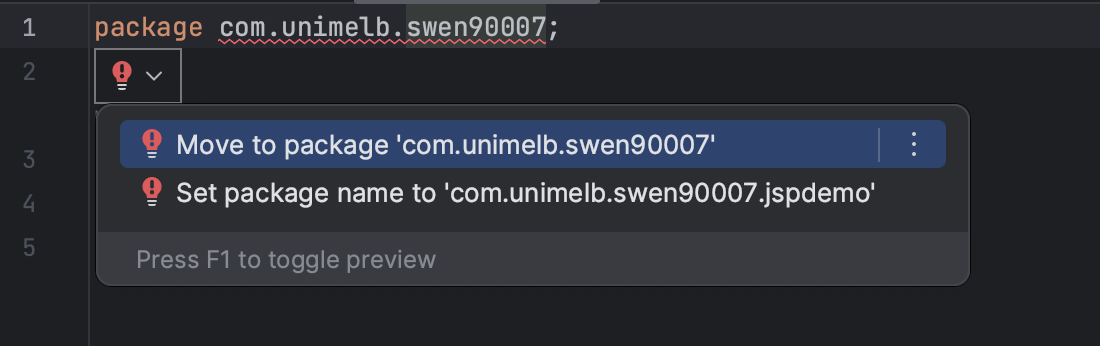 1 package com.unimelb.swen90007;
2
Move to package 'com.unimelb.swen90007'
3
Set package name to 'com.unimelb.swen90007.jspdemo'
4
5
Press F1 to toggle preview